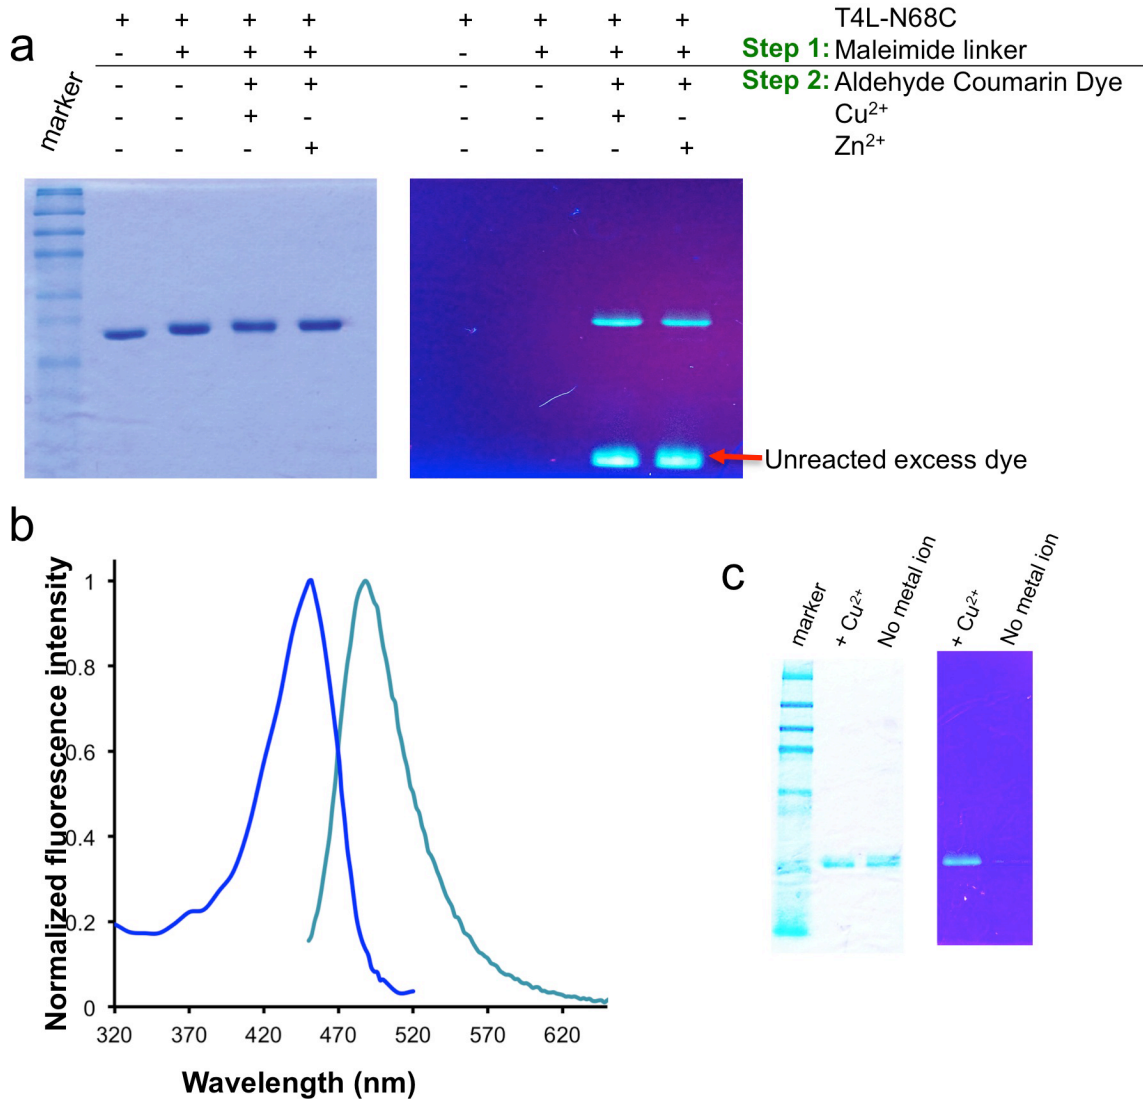 a
marker
+ + + + + + + + T4L-N68C
- + + + - + + + Step 1: Maleimide linker
- - + + - - + + Step 2: Aldehyde Coumarin Dye
- - + - - - + - Cu²⁺
- - - + - - - + Zn²⁺
Unreacted excess dye
b
Normalized fluorescence intensity
1
0.8
0.6
0.4
0.2
0
320 370 420 470 520 570 620
Wavelength (nm)
c
marker
+ Cu²⁺
No metal ion
+ Cu²⁺
No metal ion